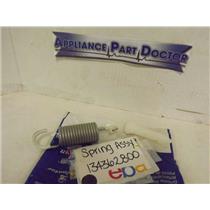 APPLIANCE PART DOCTOR
Spring Assy
134362800
ebay